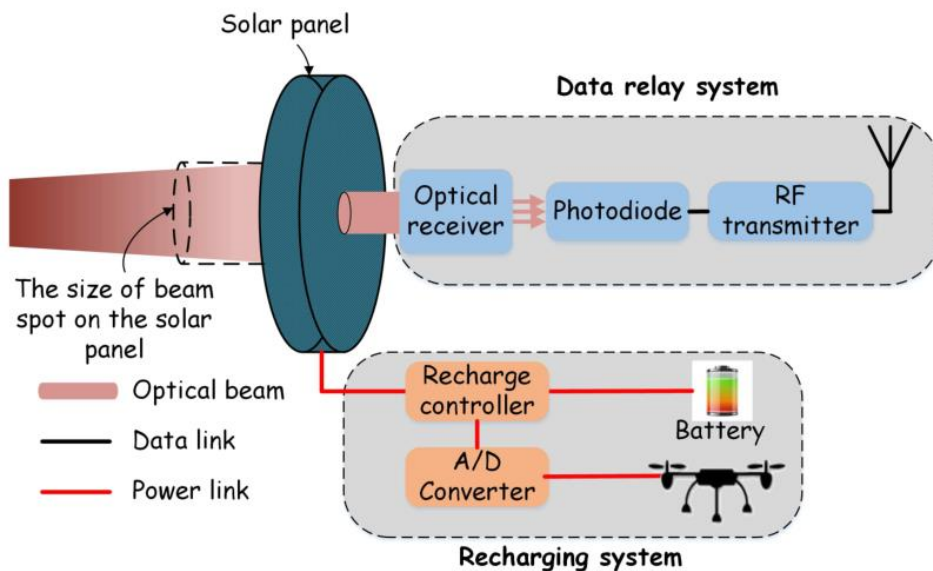 Solar panel
Data relay system
Optical
receiver
Photodiode
RF
transmitter
The size of beam
spot on the solar
panel
Optical beam
Data link
Power link
Recharge
controller
Battery
A/D
Converter
Recharging system